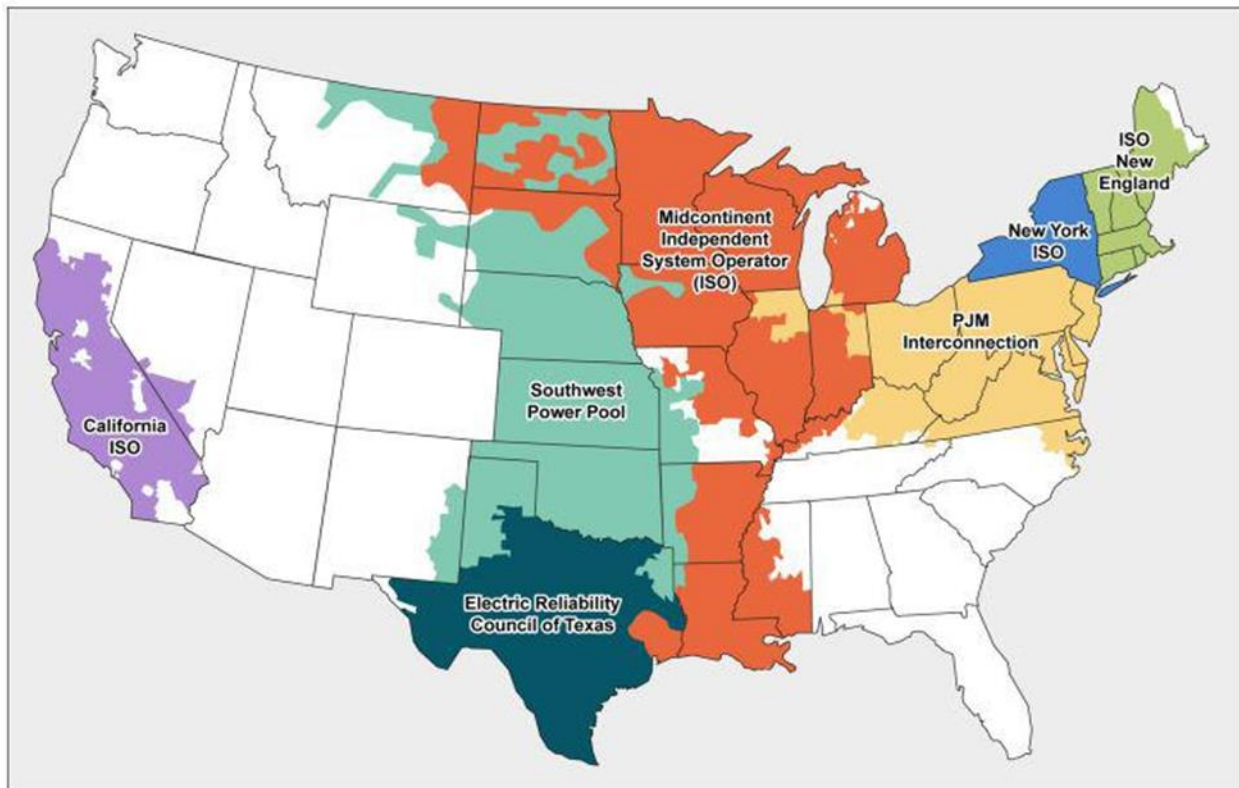 ISO
New
England
New York
ISO
Midcontinent
Independent
System Operator
(ISO)
PJM
Interconnection
Southwest
Power Pool
California
ISO
Electric Reliability
Council of Texas